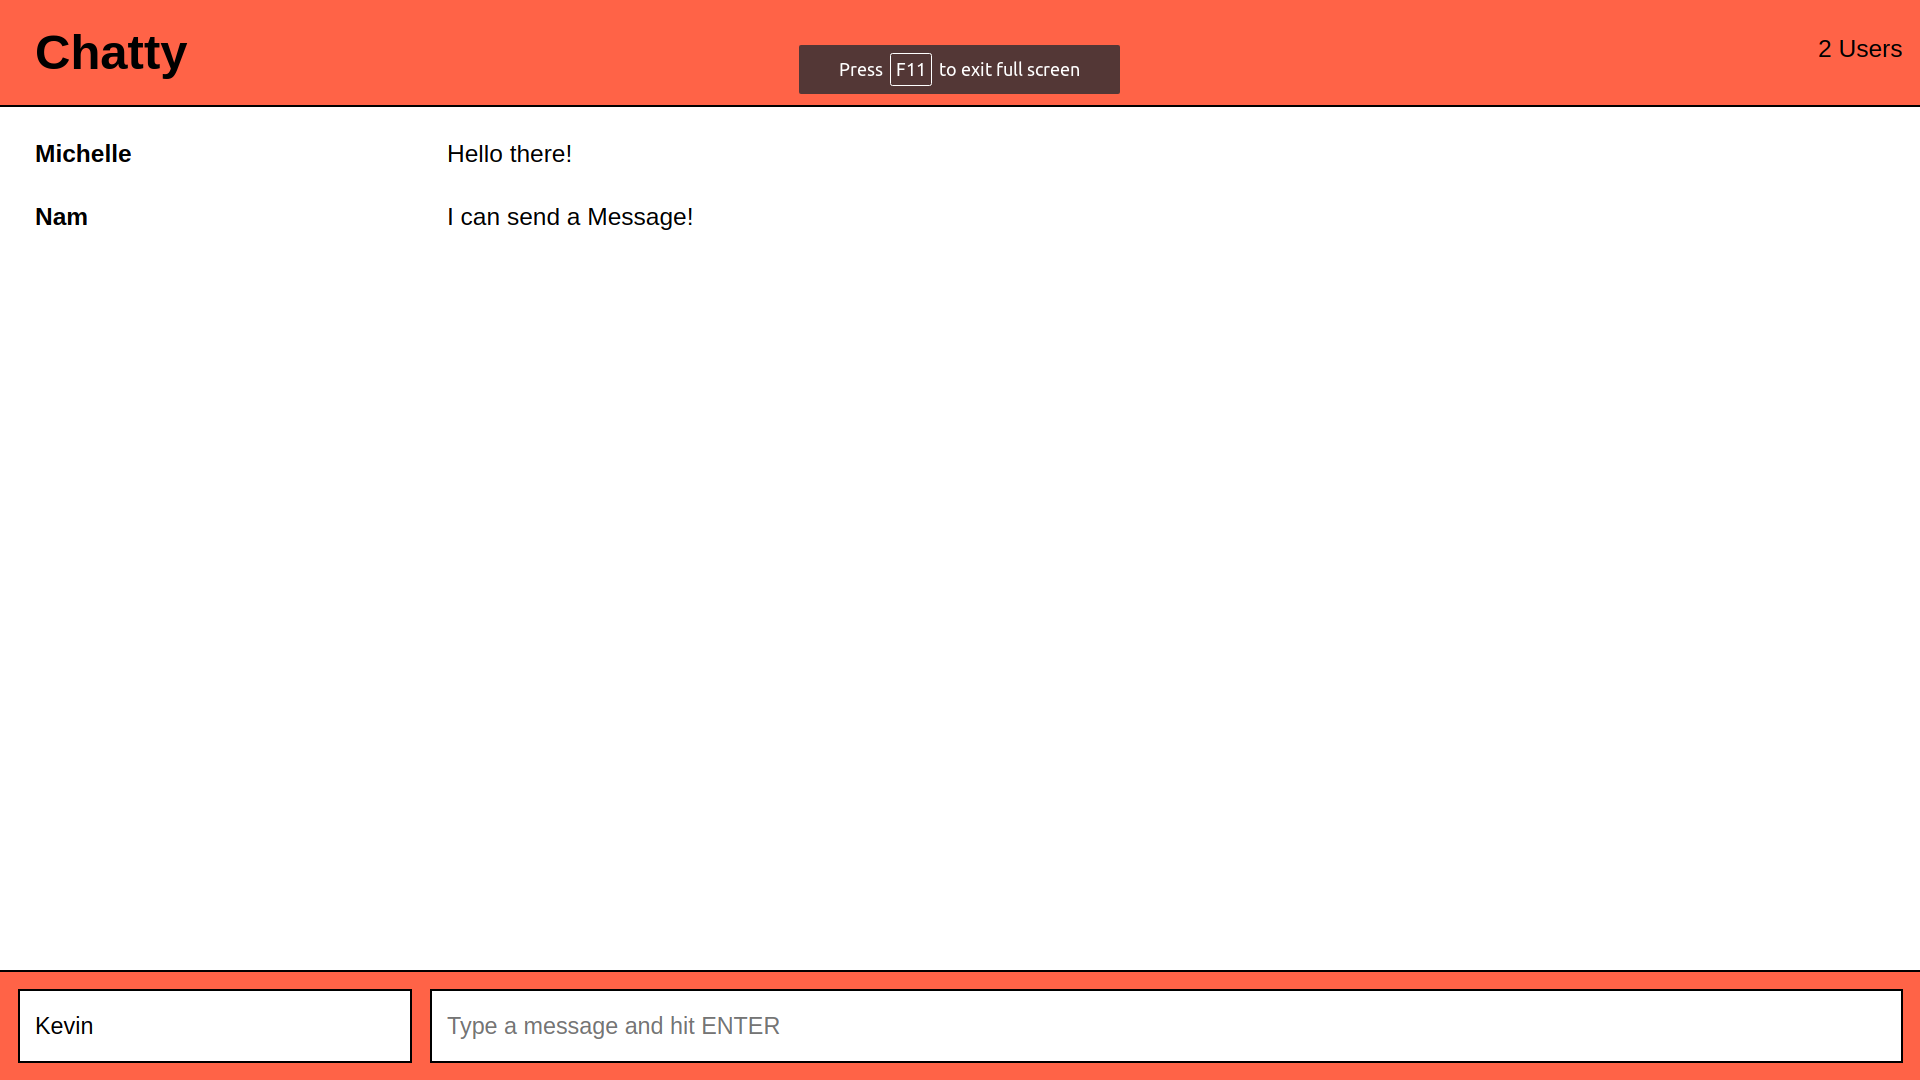 Chatty
Press F11 to exit full screen
2 Users
Michelle Hello there!
Nam I can send a Message!
Kevin Type a message and hit ENTER